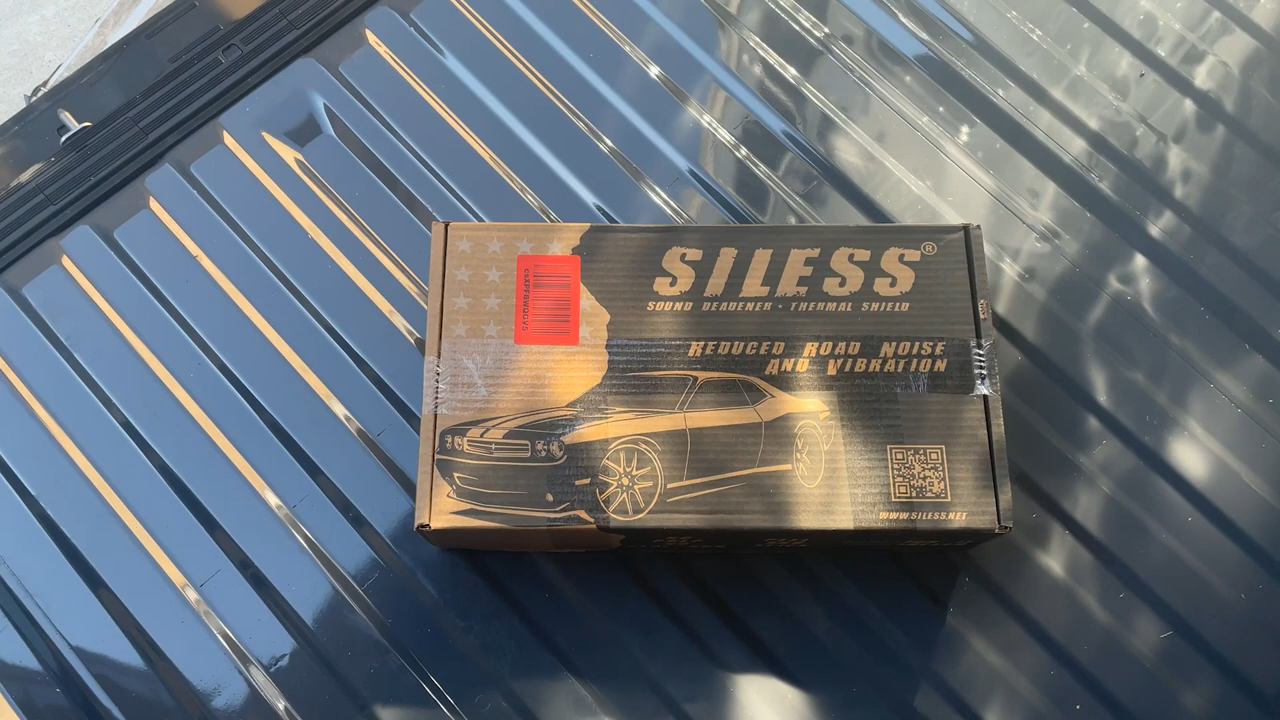 SILESS®
SOUND DEADENER • THERMAL SHIELD
REDUCED ROAD NOISE
AND VIBRATION
WWW.SILESS.NET